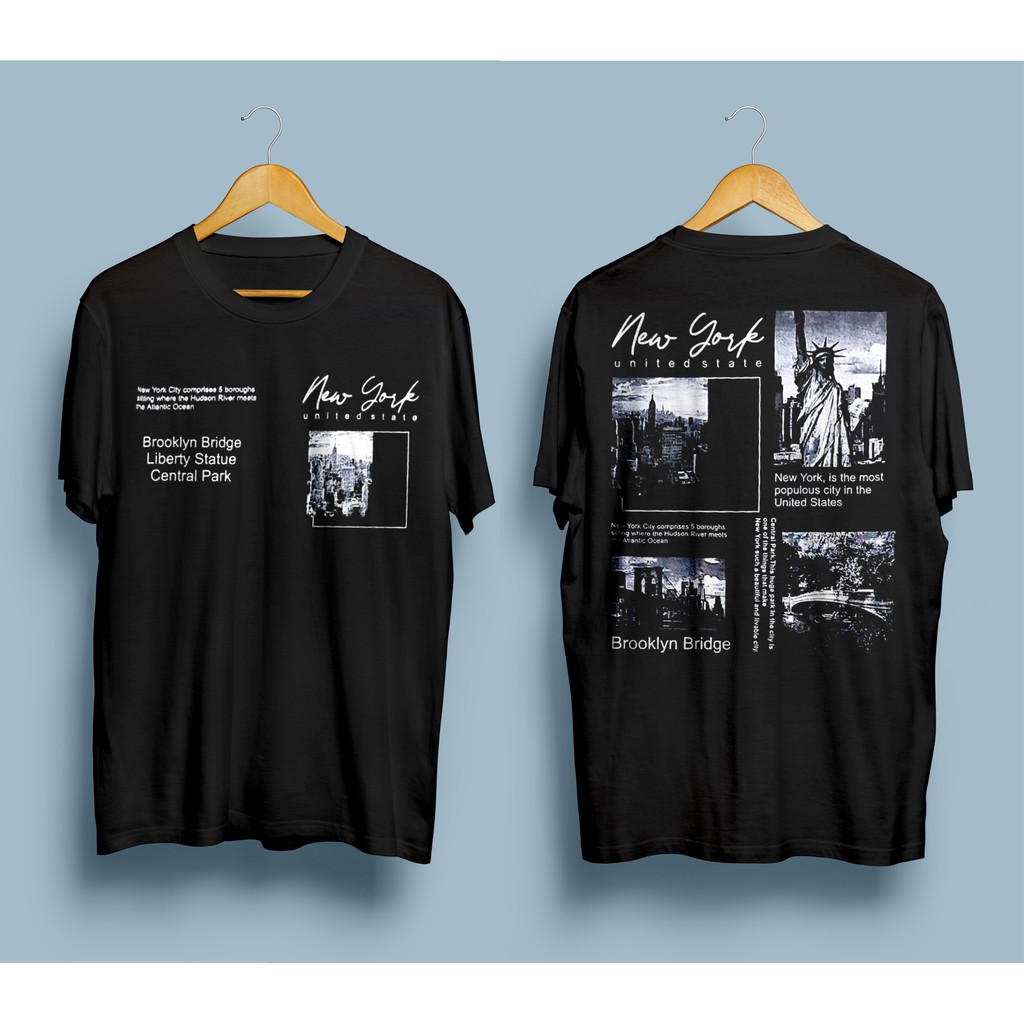 New York City comprises 5 boroughs
sitting where the Hudson River meets
the Atlantic Ocean
Brooklyn Bridge
Liberty Statue
Central Park
New York
united state
New York
united state
New York, is the most
populous city in the
United States
New York City comprises 5 boroughs
sitting where the Hudson River meets
the Atlantic Ocean
Brooklyn Bridge
Central Park.This huge park in the city is
one of the things that make
New York such a beautiful and livable city